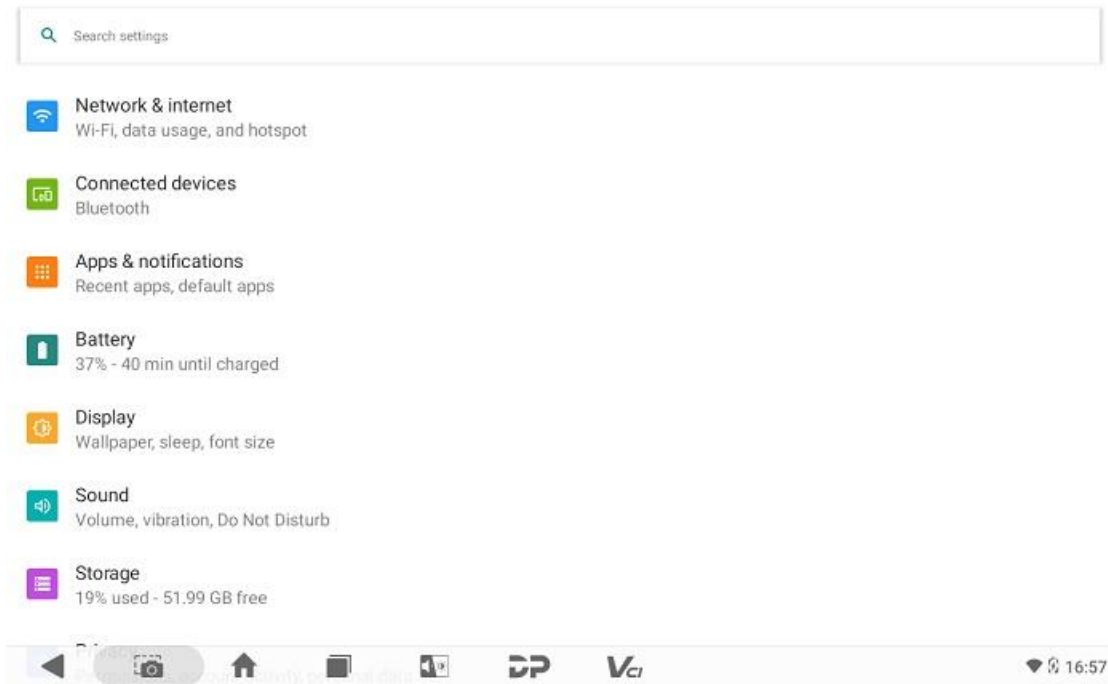 Search settings
Network & internet
Wi-Fi, data usage, and hotspot
Connected devices
Bluetooth
Apps & notifications
Recent apps, default apps
Battery
37% - 40 min until charged
Display
Wallpaper, sleep, font size
Sound
Volume, vibration, Do Not Disturb
Storage
19% used - 51.99 GB free
Privacy
DP VCI 16:57